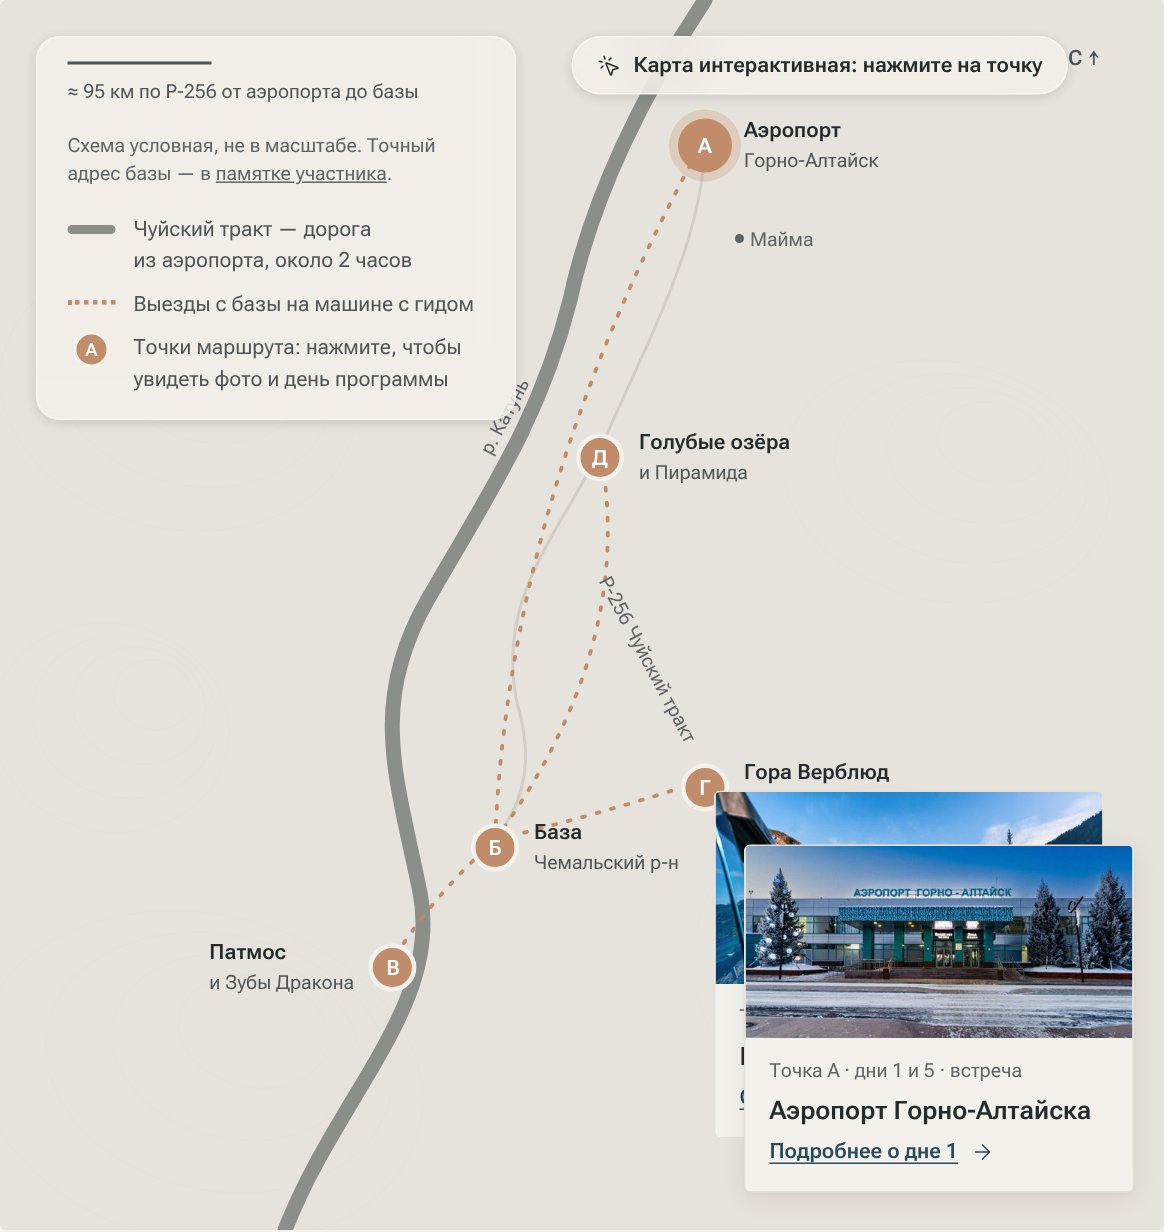 ≈ 95 км по Р-256 от аэропорта до базы
Схема условная, не в масштабе. Точный
адрес базы — в памятке участника.
Чуйский тракт — дорога
из аэропорта, около 2 часов
Выезды с базы на машине с гидом
А
Точки маршрута: нажмите, чтобы
увидеть фото и день программы
Карта интерактивная: нажмите на точку
С ↑
А
Аэропорт
Горно-Алтайск
Майма
р. Катунь
Д
Голубые озёра
и Пирамида
Р-256 Чуйский тракт
Г
Гора Верблюд
Б
База
Чемальский р-н
Патмос
и Зубы Дракона
В
АЭРОПОРТ ГОРНО - АЛТАЙСК
Точка А · дни 1 и 5 · встреча
Аэропорт Горно-Алтайска
Подробнее о дне 1 →